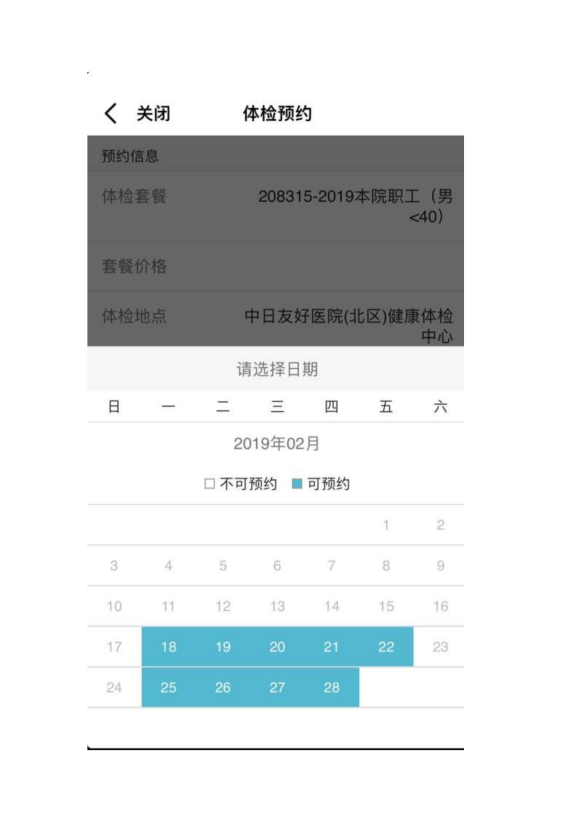 关闭 体检预约
预约信息
体检套餐 208315-2019本院职工（男
<40）
套餐价格
体检地点 中日友好医院(北区)健康体检
中心
请选择日期
日 一 二 三 四 五 六
2019年02月
不可预约 可预约
1 2
3 4 5 6 7 8 9
10 11 12 13 14 15 16
17 18 19 20 21 22 23
24 25 26 27 28